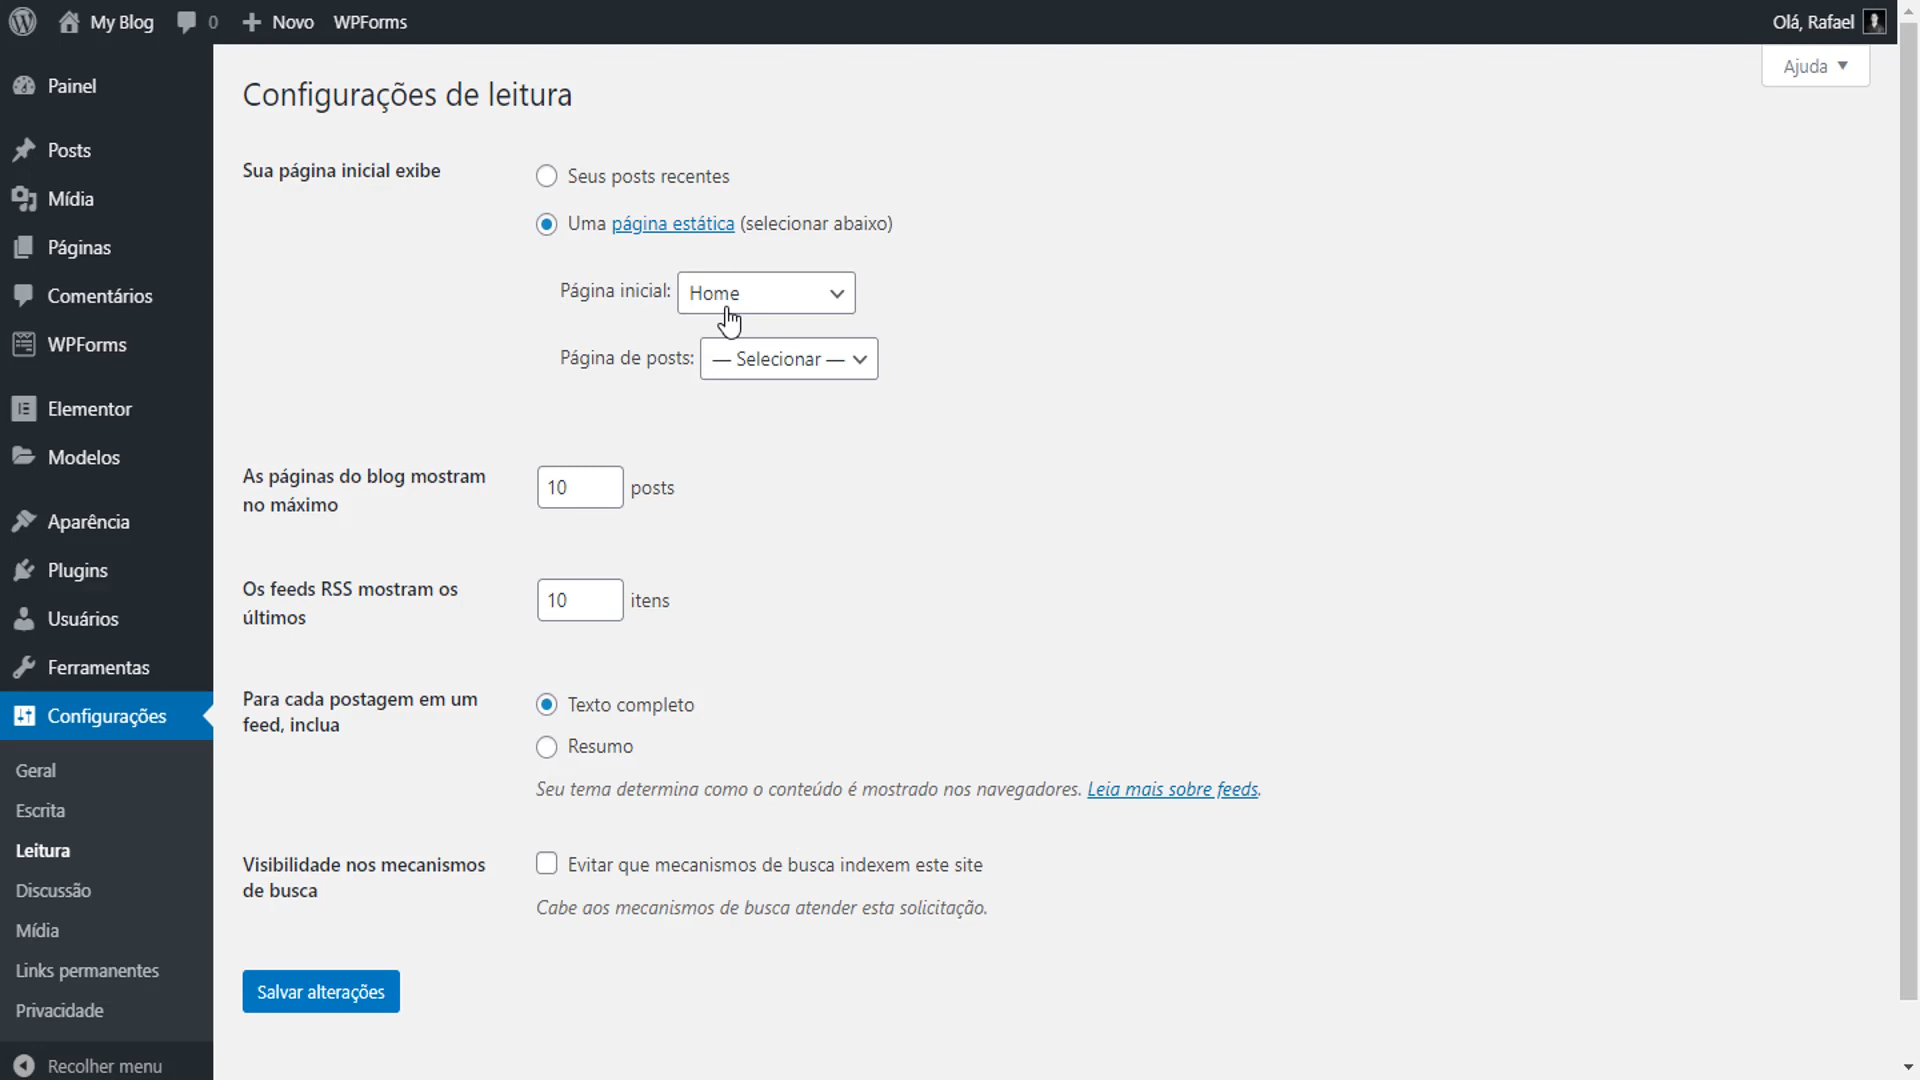 My Blog 0 Novo WPForms Olá, Rafael
Ajuda
Painel
Posts
Mídia
Páginas
Comentários
WPForms
Elementor
Modelos
Aparência
Plugins
Usuários
Ferramentas
Configurações
Geral
Escrita
Leitura
Discussão
Mídia
Links permanentes
Privacidade
Recolher menu
Configurações de leitura
Sua página inicial exibe
Seus posts recentes
Uma página estática (selecionar abaixo)
Página inicial: Home
Página de posts: — Selecionar —
As páginas do blog mostram
no máximo
10 posts
Os feeds RSS mostram os
últimos
10 itens
Para cada postagem em um
feed, inclua
Texto completo
Resumo
Seu tema determina como o conteúdo é mostrado nos navegadores. Leia mais sobre feeds.
Visibilidade nos mecanismos
de busca
Evitar que mecanismos de busca indexem este site
Cabe aos mecanismos de busca atender esta solicitação.
Salvar alterações